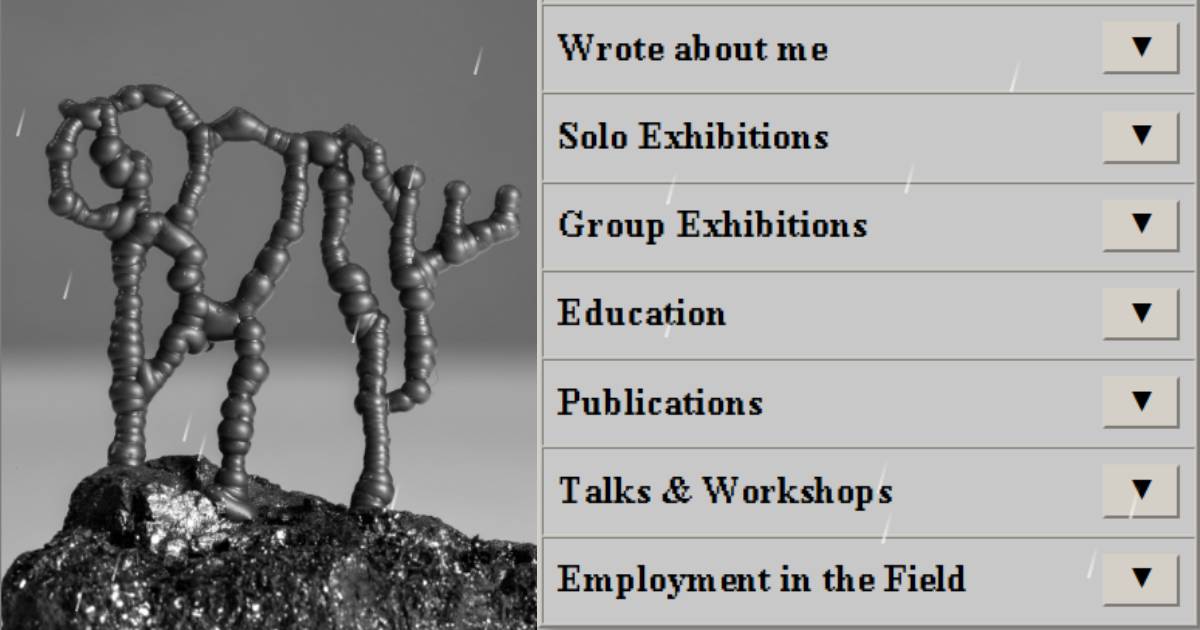 Wrote about me
Solo Exhibitions
Group Exhibitions
Education
Publications
Talks & Workshops
Employment in the Field